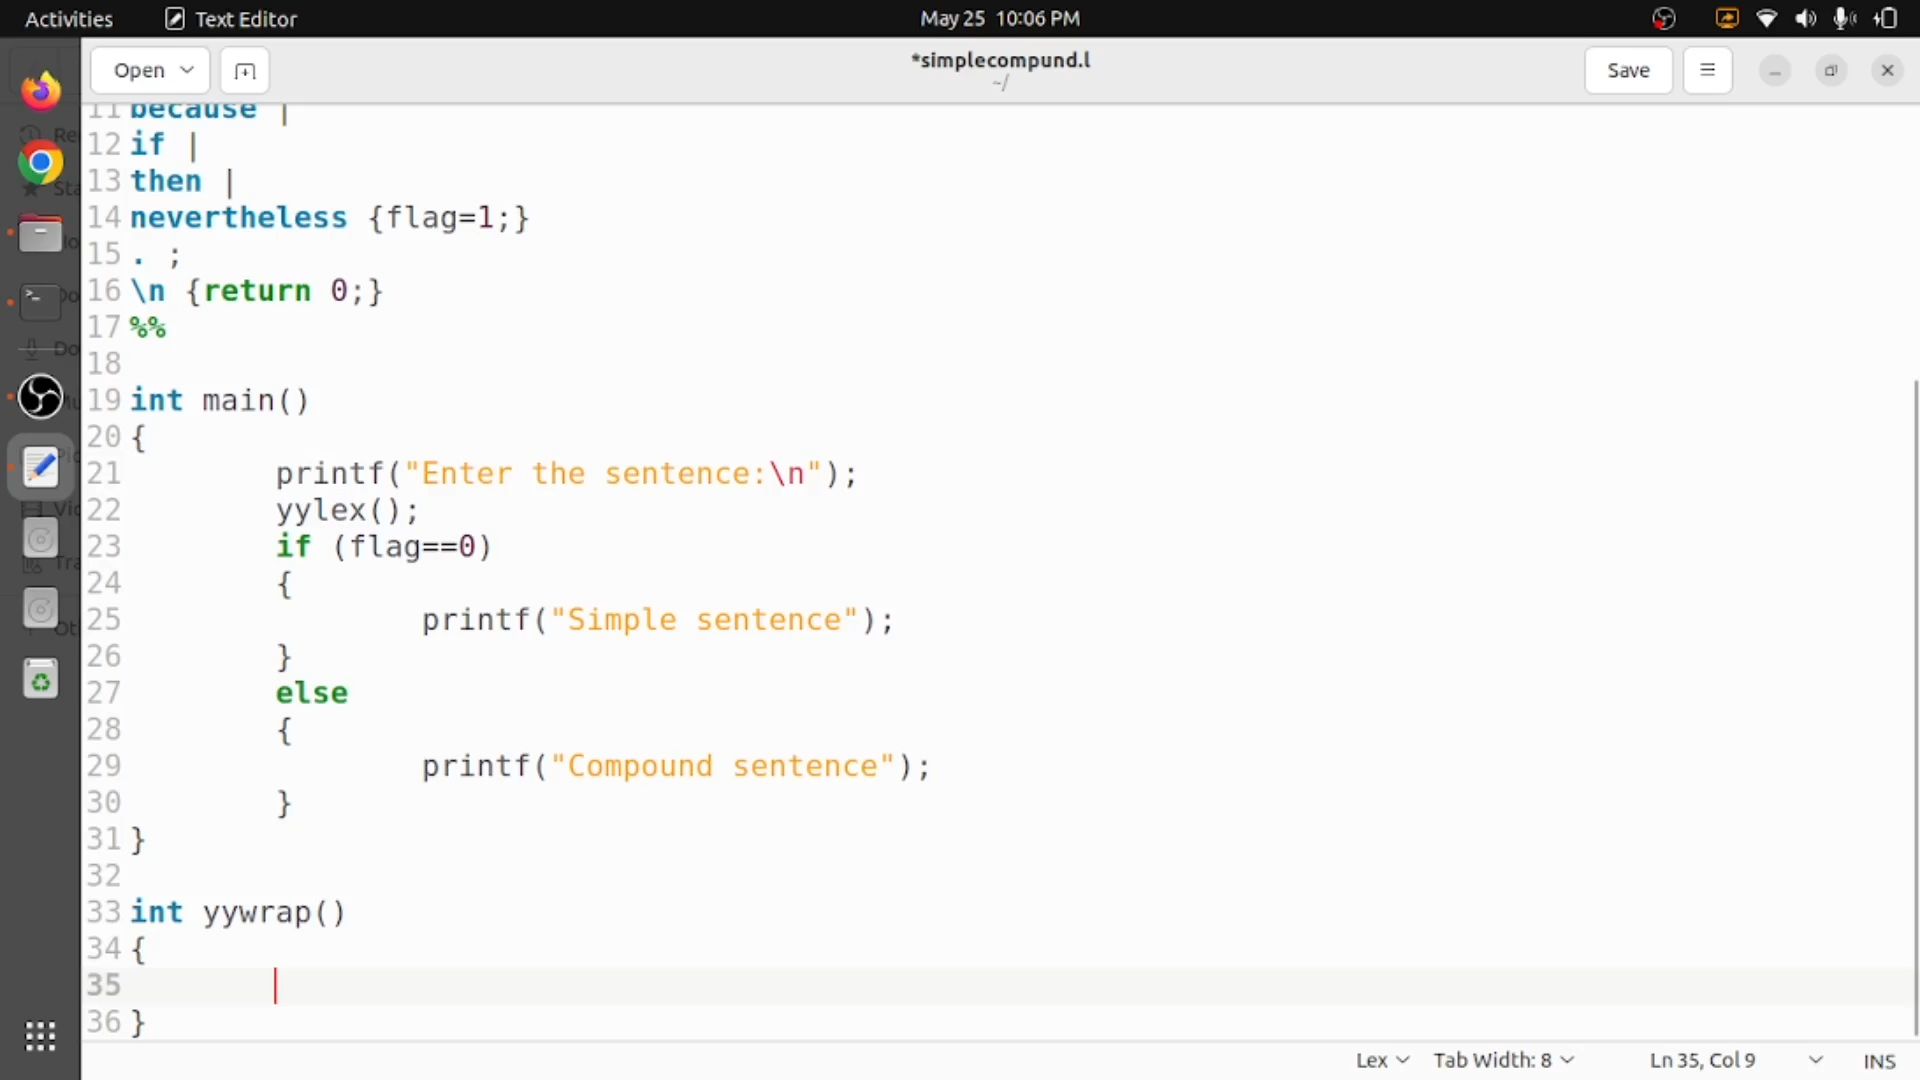 Activities Text Editor May 25 10:06 PM
Open *simplecompund.l Save
~/
11 because |
12 if |
13 then |
14 nevertheless {flag=1;}
15 . ;
16 \n {return 0;}
17 %%
18
19 int main()
20 {
21 printf("Enter the sentence:\n");
22 yylex();
23 if (flag==0)
24 {
25 printf("Simple sentence");
26 }
27 else
28 {
29 printf("Compound sentence");
30 }
31 }
32
33 int yywrap()
34 {
35
36 }
Lex Tab Width: 8 Ln 35, Col 9 INS